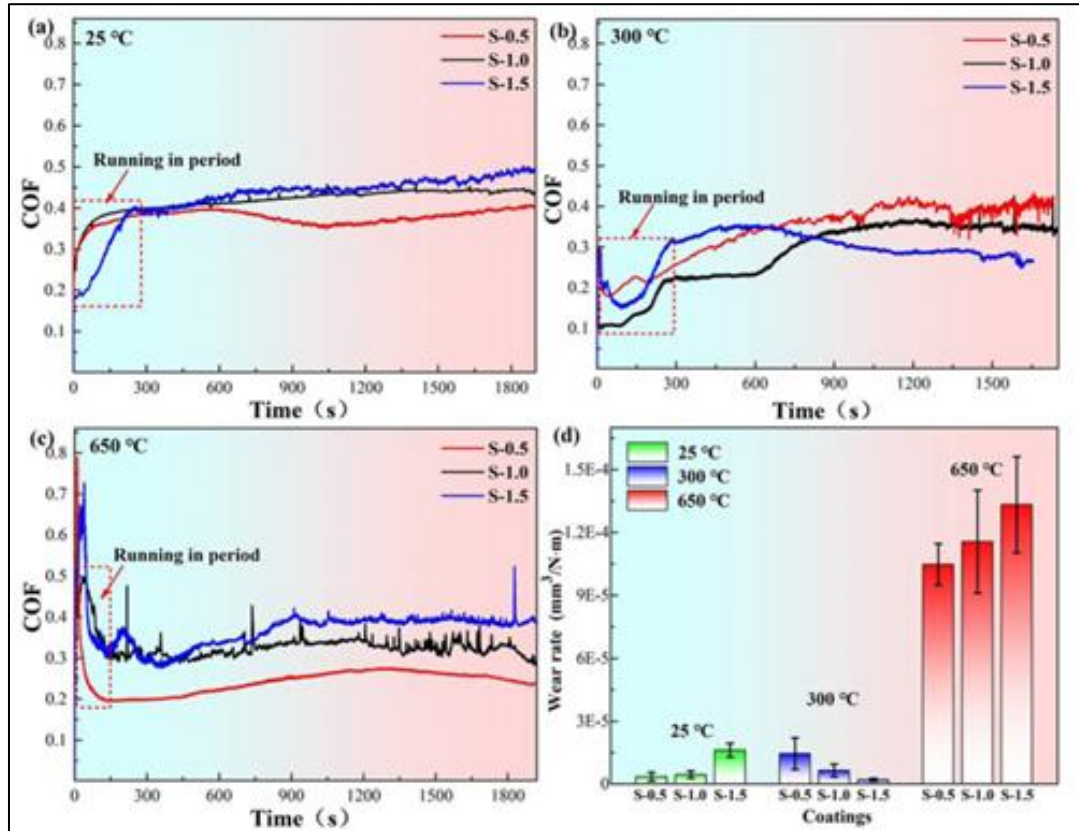 (a)
25 °C
S-0.5
S-1.0
S-1.5
Running in period
COF
0.8
0.7
0.6
0.5
0.4
0.3
0.2
0.1
0 300 600 900 1200 1500 1800
Time (s)
(b)
300 °C
S-0.5
S-1.0
S-1.5
Running in period
COF
0.8
0.7
0.6
0.5
0.4
0.3
0.2
0.1
0 300 600 900 1200 1500
Time (s)
(c)
650 °C
S-0.5
S-1.0
S-1.5
Running in period
COF
0.8
0.7
0.6
0.5
0.4
0.3
0.2
0.1
0 300 600 900 1200 1500 1800
Time (s)
(d)
25 °C
300 °C
650 °C
650 °C
300 °C
25 °C
Wear rate (mm³/N·m)
1.5E-4
1.2E-4
9E-5
6E-5
3E-5
0
S-0.5 S-1.0 S-1.5 S-0.5 S-1.0 S-1.5 S-0.5 S-1.0 S-1.5
Coatings